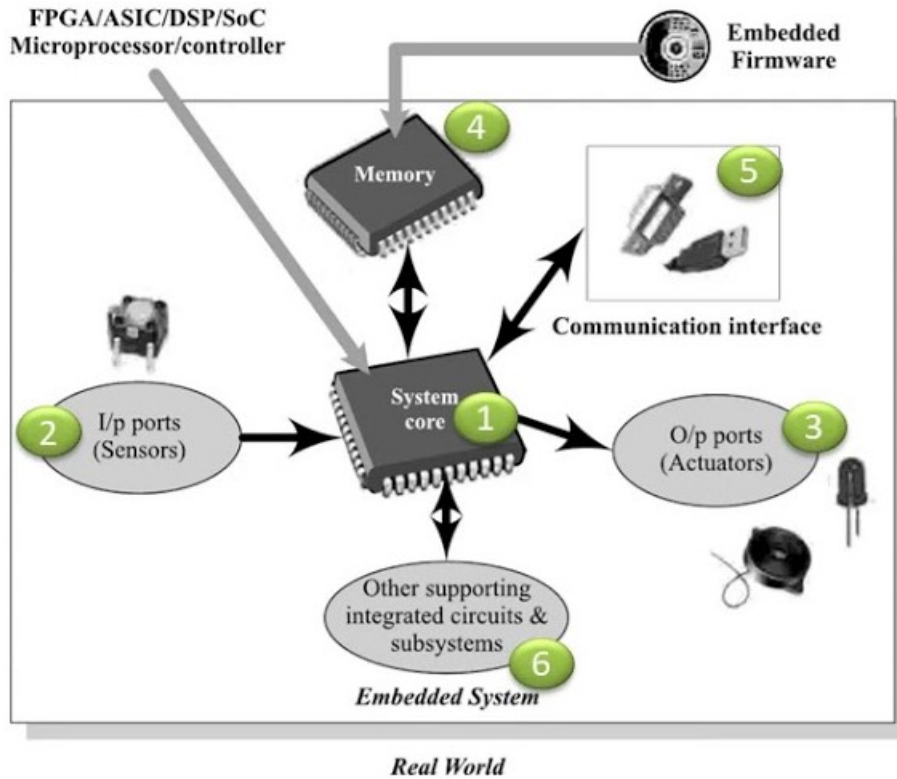 FPGA/ASIC/DSP/SoC
Microprocessor/controller
Embedded
Firmware
4
Memory
5
Communication interface
System
core
1
2
I/p ports
(Sensors)
3
O/p ports
(Actuators)
Other supporting
integrated circuits &
subsystems
6
Embedded System
Real World